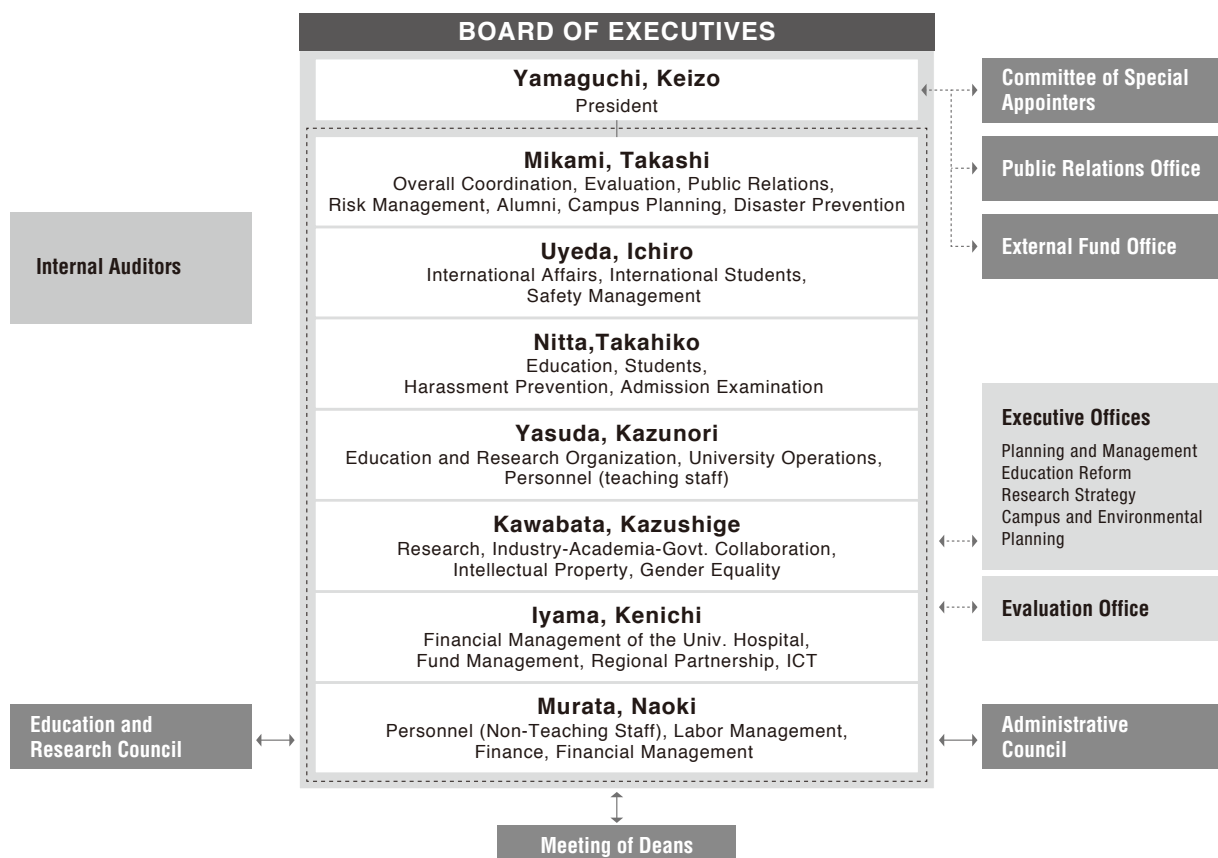 BOARD OF EXECUTIVES
Yamaguchi, Keizo
President
Mikami, Takashi
Overall Coordination, Evaluation, Public Relations,
Risk Management, Alumni, Campus Planning, Disaster Prevention
Uyeda, Ichiro
International Affairs, International Students,
Safety Management
Nitta,Takahiko
Education, Students,
Harassment Prevention, Admission Examination
Yasuda, Kazunori
Education and Research Organization, University Operations,
Personnel (teaching staff)
Kawabata, Kazushige
Research, Industry-Academia-Govt. Collaboration,
Intellectual Property, Gender Equality
Iyama, Kenichi
Financial Management of the Univ. Hospital,
Fund Management, Regional Partnership, ICT
Murata, Naoki
Personnel (Non-Teaching Staff), Labor Management,
Finance, Financial Management
Internal Auditors
Education and
Research Council
Committee of Special
Appointers
Public Relations Office
External Fund Office
Executive Offices
Planning and Management
Education Reform
Research Strategy
Campus and Environmental
Planning
Evaluation Office
Administrative
Council
Meeting of Deans